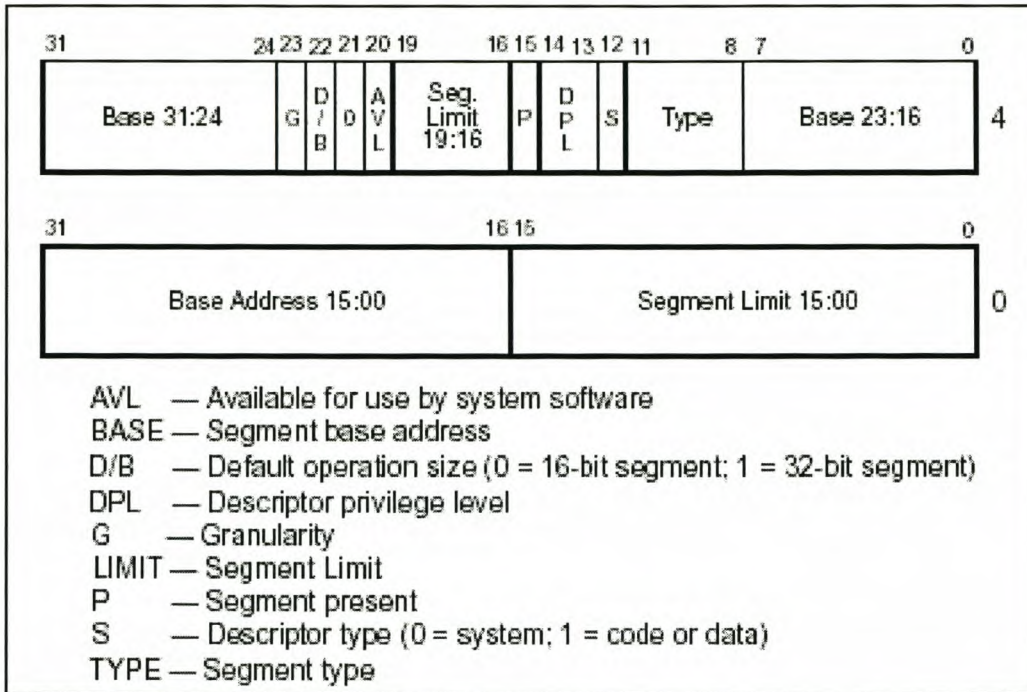 31 24 23 22 21 20 19 16 15 14 13 12 11 8 7 0
Base 31:24 G D/B 0 AVL Seg. Limit 19:16 P DPL S Type Base 23:16 4
31 16 15 0
Base Address 15:00 Segment Limit 15:00 0
AVL — Available for use by system software
BASE — Segment base address
D/B — Default operation size (0 = 16-bit segment; 1 = 32-bit segment)
DPL — Descriptor privilege level
G — Granularity
LIMIT — Segment Limit
P — Segment present
S — Descriptor type (0 = system; 1 = code or data)
TYPE — Segment type